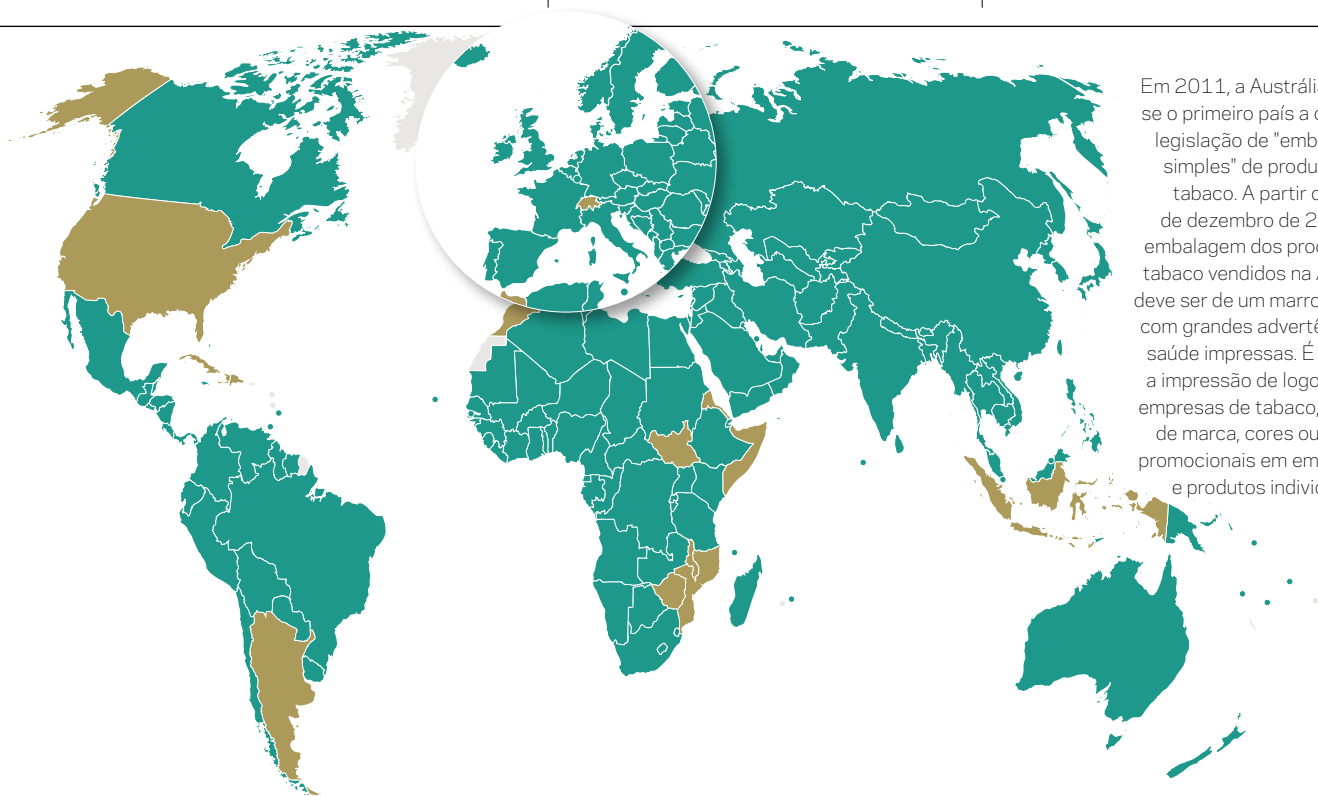 Em 2011, a Austráli
se o primeiro país a
legislação de "emb
simples" de produ
tabaco. A partir
de dezembro de 2
embalagem dos pro
tabaco vendidos na
deve ser de um marro
com grandes advert
saúde impressas. É
a impressão de logo
empresas de tabaco,
de marca, cores ou
promocionais em em
e produtos indivi